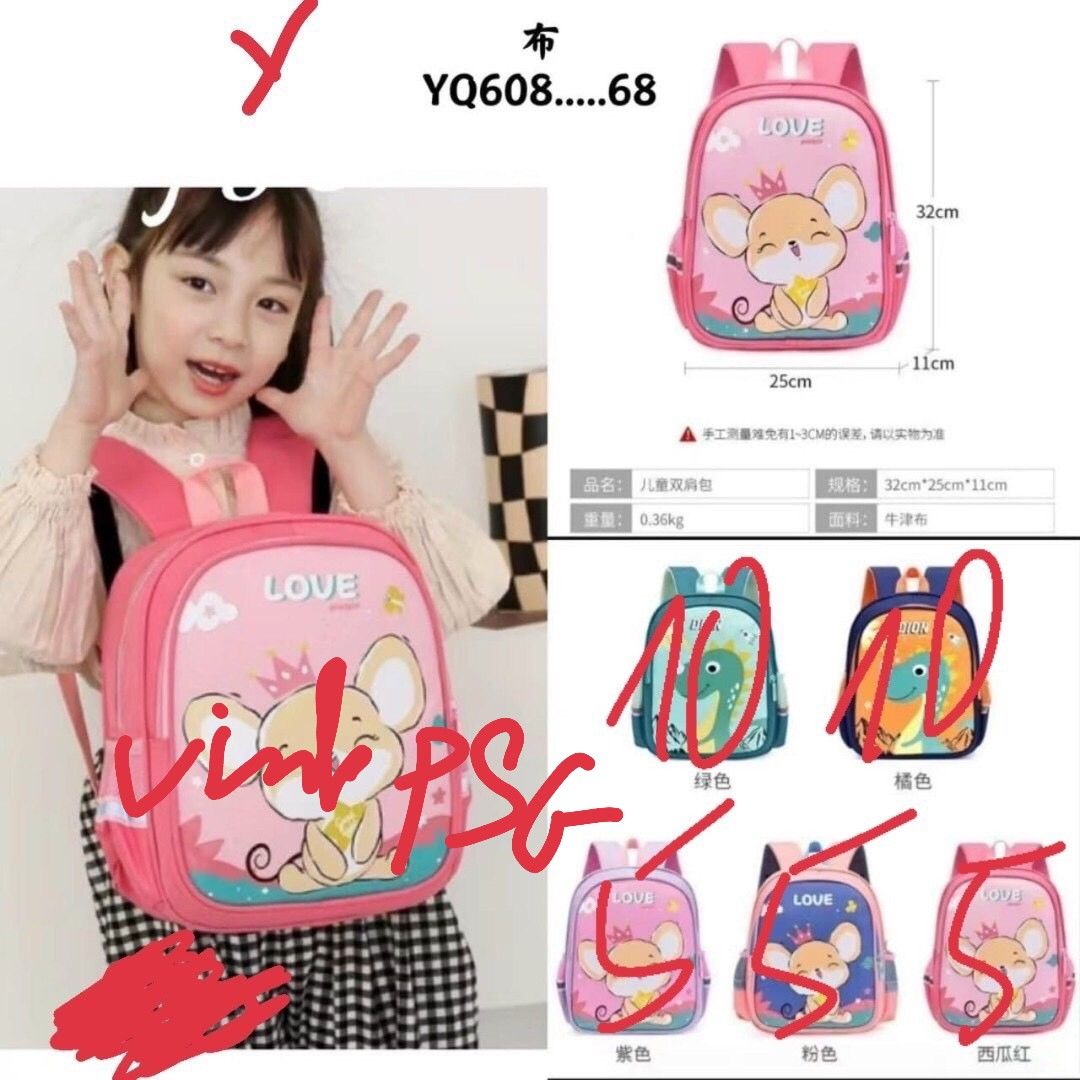 Y
布
YQ608.....68
LOVE
32cm
11cm
25cm
手工测量难免有1~3CM的误差,请以实物为准
品名: 儿童双肩包
规格: 32cm*25cm*11cm
重量: 0.36kg
面料: 牛津布
LOVE
vink PSG
10
10
DION
绿色
橘色
5
5
5
LOVE
LOVE
LOVE
紫色
粉色
西瓜红